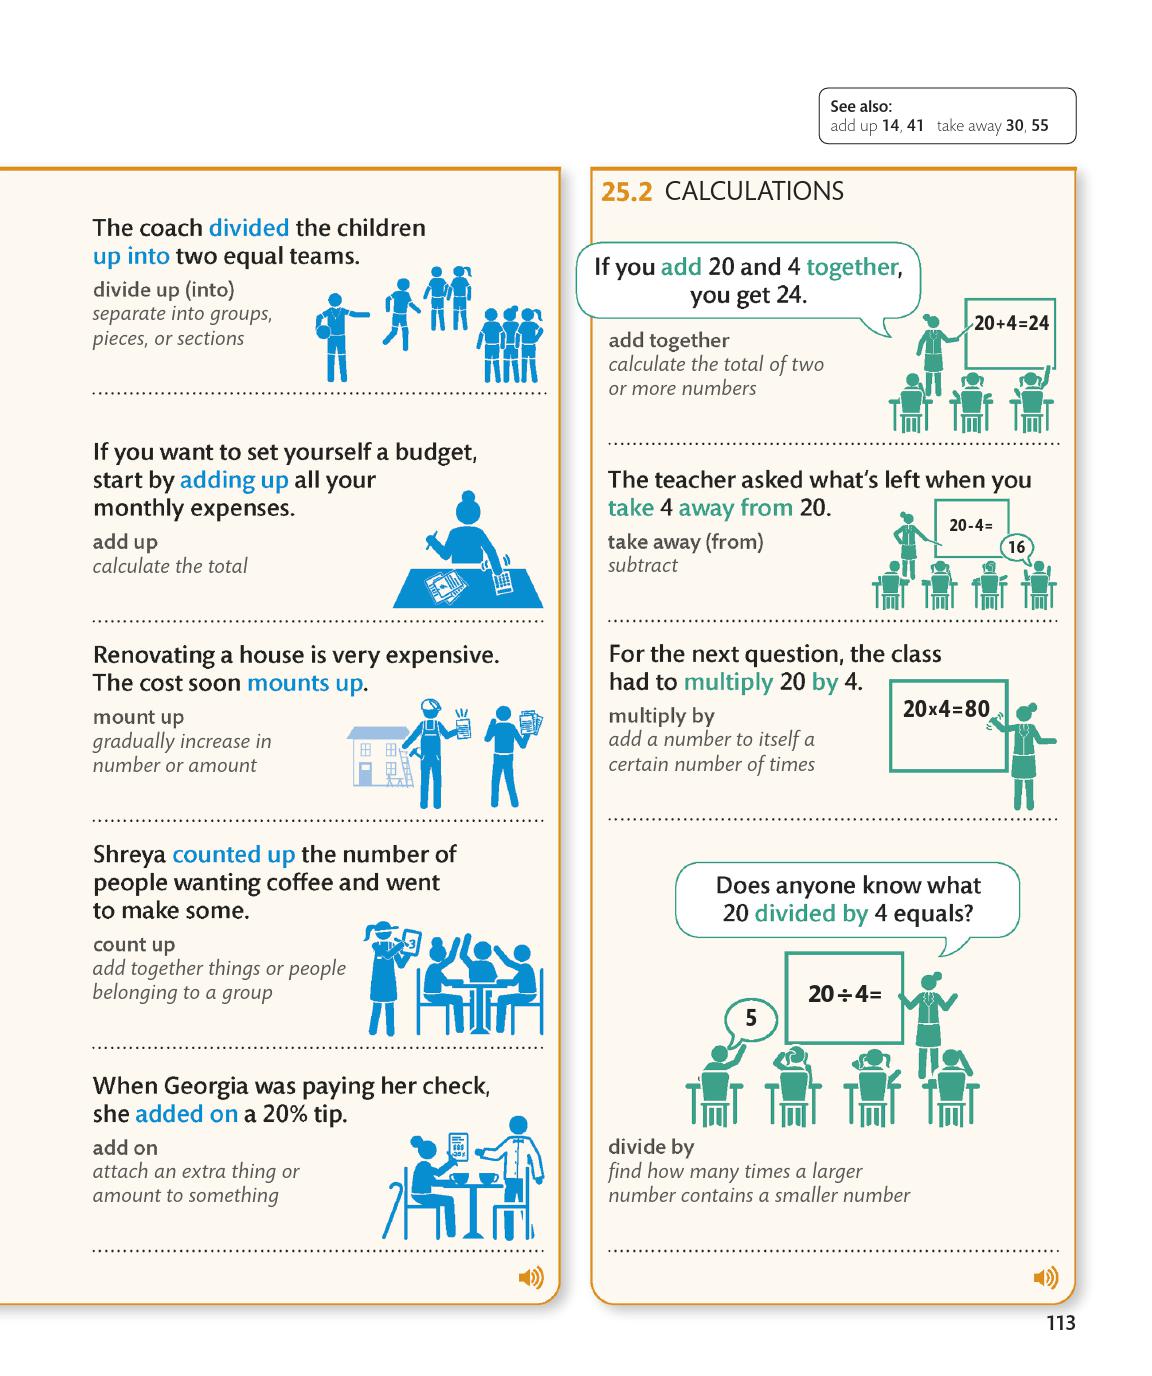 See also:
add up 14, 41 take away 30, 55
The coach divided the children
up into two equal teams.
divide up (into)
separate into groups,
pieces, or sections
If you want to set yourself a budget,
start by adding up all your
monthly expenses.
add up
calculate the total
Renovating a house is very expensive.
The cost soon mounts up.
mount up
gradually increase in
number or amount
Shreya counted up the number of
people wanting coffee and went
to make some.
count up
add together things or people
belonging to a group
3
When Georgia was paying her check,
she added on a 20% tip.
add on
attach an extra thing or
amount to something
25.2 CALCULATIONS
If you add 20 and 4 together,
you get 24.
add together
calculate the total of two
or more numbers
20+4=24
The teacher asked what's left when you
take 4 away from 20.
take away (from)
subtract
20-4=
16
For the next question, the class
had to multiply 20 by 4.
multiply by
add a number to itself a
certain number of times
20x4=80
Does anyone know what
20 divided by 4 equals?
20÷4=
5
divide by
find how many times a larger
number contains a smaller number
113